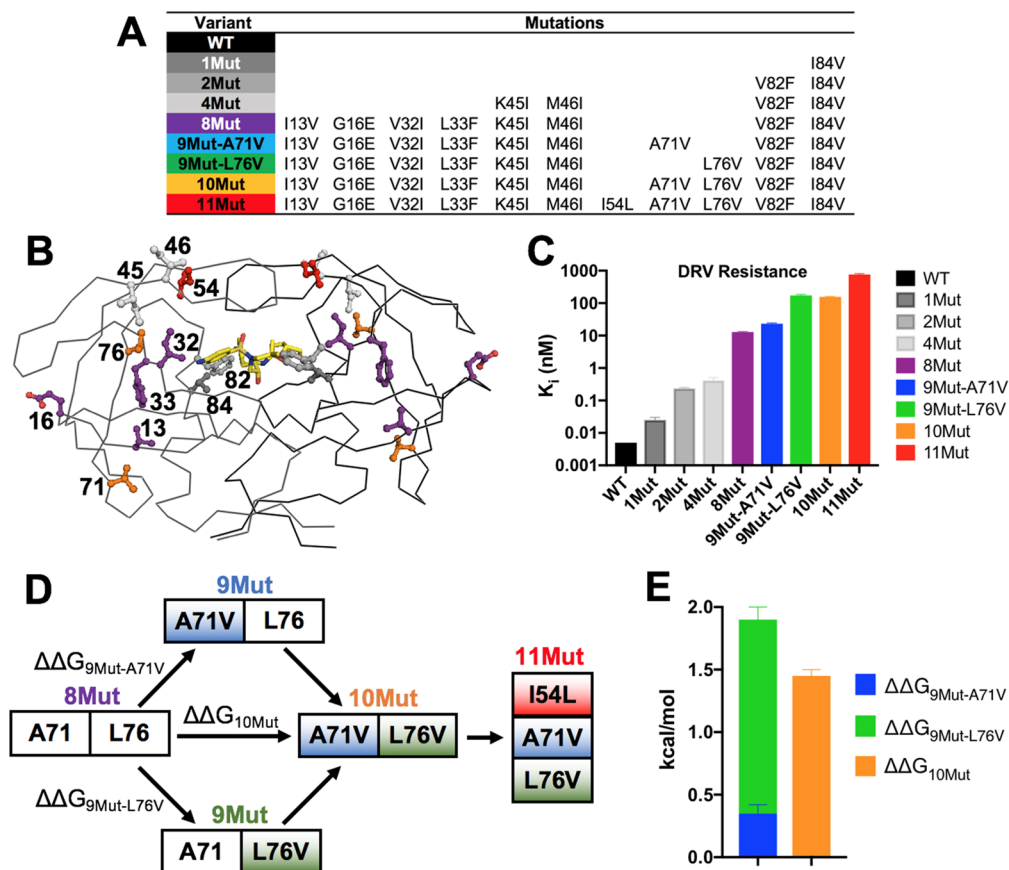 A
Variant Mutations
WT
1Mut I84V
2Mut V82F I84V
4Mut K45I M46I V82F I84V
8Mut I13V G16E V32I L33F K45I M46I V82F I84V
9Mut-A71V I13V G16E V32I L33F K45I M46I A71V V82F I84V
9Mut-L76V I13V G16E V32I L33F K45I M46I L76V V82F I84V
10Mut I13V G16E V32I L33F K45I M46I A71V L76V V82F I84V
11Mut I13V G16E V32I L33F K45I M46I I54L A71V L76V V82F I84V
B
46
45
54
76
32
82
33
84
16
13
71
C
DRV Resistance
Ki (nM)
1000
100
10
1
0.1
0.01
0.001
WT
1Mut
2Mut
4Mut
8Mut
9Mut-A71V
9Mut-L76V
10Mut
11Mut
WT
1Mut
2Mut
4Mut
8Mut
9Mut-A71V
9Mut-L76V
10Mut
11Mut
D
9Mut
A71V L76
ΔΔG9Mut-A71V
8Mut
A71 L76
ΔΔG10Mut
10Mut
A71V L76V
11Mut
I54L
A71V
L76V
ΔΔG9Mut-L76V
9Mut
A71 L76V
E
kcal/mol
2.0
1.5
1.0
0.5
0.0
ΔΔG9Mut-A71V
ΔΔG9Mut-L76V
ΔΔG10Mut